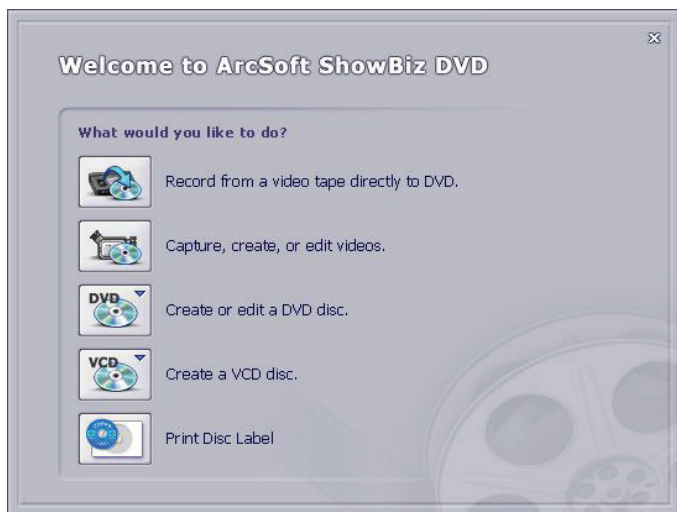 Welcome to ArcSoft ShowBiz DVD
What would you like to do?
Record from a video tape directly to DVD.
Capture, create, or edit videos.
DVD
Create or edit a DVD disc.
VCD
Create a VCD disc.
Print Disc Label